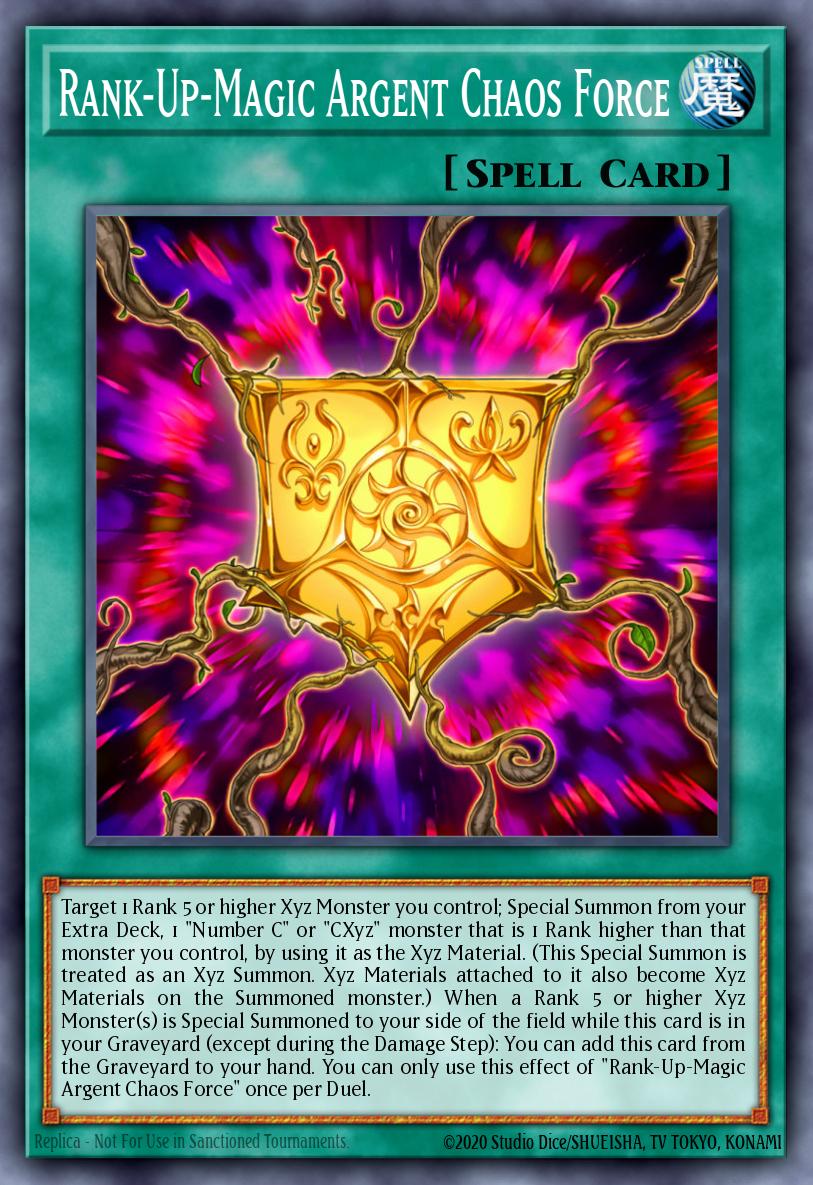 Rank-Up-Magic Argent Chaos Force
SPELL
魔
[ Spell Card ]
Target 1 Rank 5 or higher Xyz Monster you control; Special Summon from your
Extra Deck, 1 "Number C" or "CXyz" monster that is 1 Rank higher than that
monster you control, by using it as the Xyz Material. (This Special Summon is
treated as an Xyz Summon. Xyz Materials attached to it also become Xyz
Materials on the Summoned monster.) When a Rank 5 or higher Xyz
Monster(s) is Special Summoned to your side of the field while this card is in
your Graveyard (except during the Damage Step): You can add this card from
the Graveyard to your hand. You can only use this effect of "Rank-Up-Magic
Argent Chaos Force" once per Duel.
Replica - Not For Use in Sanctioned Tournaments.
©2020 Studio Dice/SHUEISHA, TV TOKYO, KONAMI